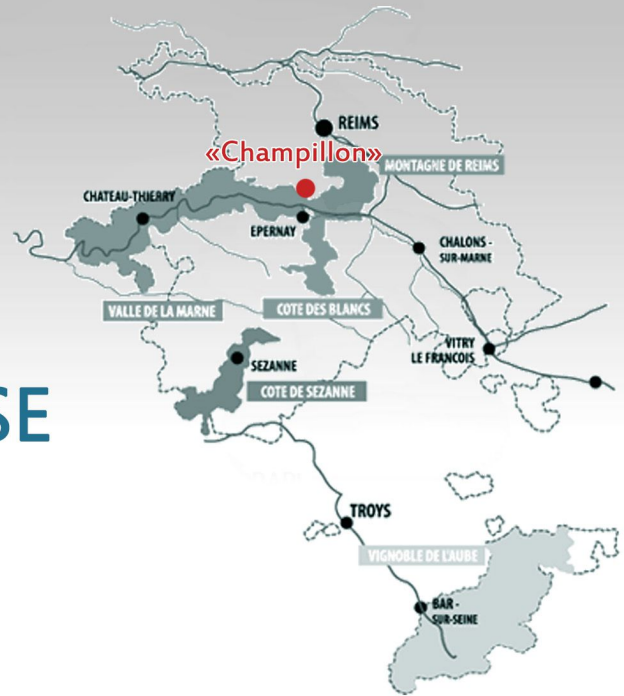 REIMS
«Champillon»
MONTAGNE DE REIMS
CHATEAU-THIERRY
EPERNAY
CHALONS -
SUR-MARNE
VALLE DE LA MARNE
COTE DES BLANCS
VITRY
LE FRANCOIS
SEZANNE
COTE DE SEZANNE
SE
TROYS
VIGNOBLE DE L'AUBE
BAR -
SUR-SEINE